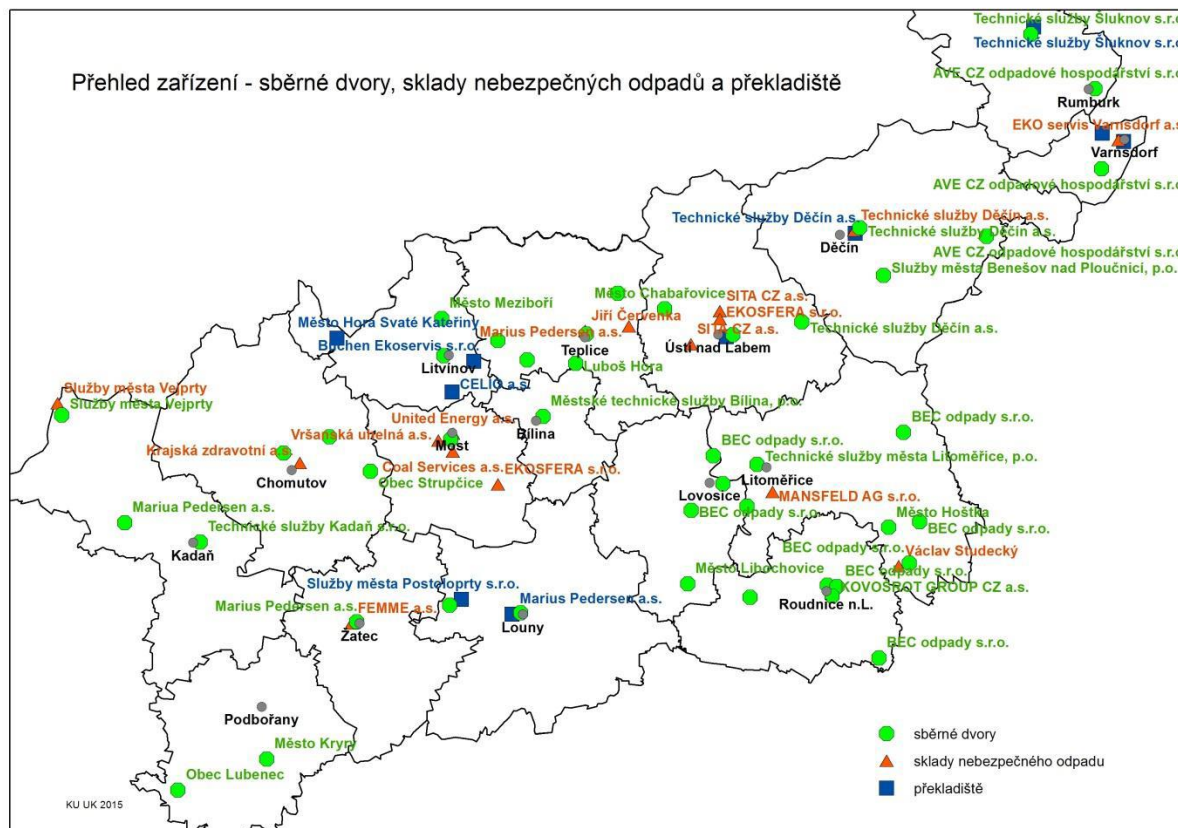 Technické služby Šluknov s.r.o
Technické služby Šluknov s.r.o
Přehled zařízení - sběrné dvory, sklady nebezpečných odpadů a překladiště
AVE CZ odpadové hospodářství s.r.o
Rumburk
EKO servis Varnsdorf a.s
Varnsdorf
AVE CZ odpadové hospodářství s.r.o
Technické služby Děčín a.s.
Technické služby Děčín a.s.
Technické služby Děčín a.s.
Děčín
AVE CZ odpadové hospodářství s.r.o
Služby města Benešov nad Ploučnicí, p.o.
Město Chabařovice
SITA CZ a.s.
Město Meziboří
EKOSFERA s.r.o.
Jiří Červenka
Město Hora Svaté Kateřiny
Marius Pedersen a.s.
SITA CZ a.s.
Technické služby Děčín a.s.
Buchen Ekoservis s.r.o.
Teplice
Ústí nad Labem
Litvínov
Luboš Hora
CELIO a.s.
Služby města Vejprty
Služby města Vejprty
Městské technické služby Bílina, p.o.
United Energy a.s.
Bílina
BEC odpady s.r.o.
Vršanská uhelná a.s.
Most
BEC odpady s.r.o.
Krajská zdravotní a.s.
Technické služby města Litoměřice, p.o.
Coal Services a.s.
EKOSFERA s.r.o.
Chomutov
Litoměřice
Obec Strupčice
Lovosice
MANSFELD AG s.r.o.
Mariua Pedersen a.s.
BEC odpady s.r.o.
Město Hoštka
Technické služby Kadaň s.r.o.
BEC odpady s.r.o.
Kadaň
BEC odpady s.r.o.
Václav Studecký
Město Libochovice
BEC odpady s.r.o.
Služby města Postoloprty s.r.o.
KOVOŠROT GROUP CZ a.s.
Marius Pedersen a.s.
FEMME a.s.
Marius Pedersen a.s.
Roudnice n.L.
Žatec
Louny
BEC odpady s.r.o.
Podbořany
Město Kryry
sběrné dvory
Obec Lubenec
sklady nebezpečného odpadu
překladiště
KU UK 2015